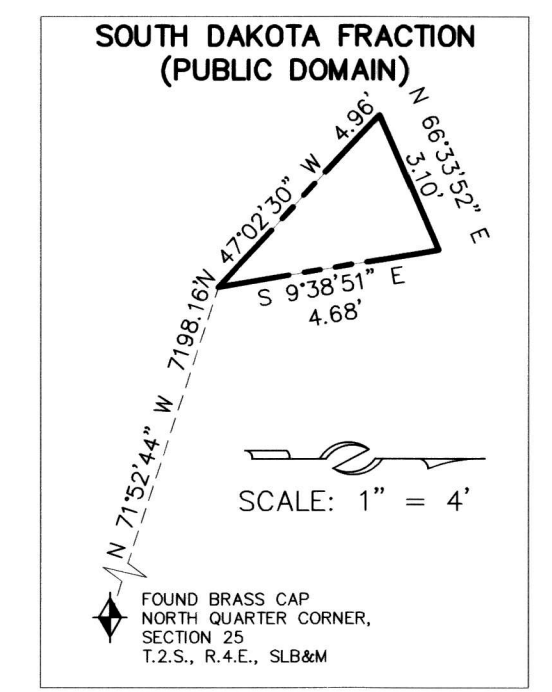 SOUTH DAKOTA FRACTION
(PUBLIC DOMAIN)
N 47°02'30" W 4.96'
N 66°33'52" E
3.10'
S 9°38'51" E
4.68'
N 71°52'44" W 7198.16'
SCALE: 1" = 4'
FOUND BRASS CAP
NORTH QUARTER CORNER,
SECTION 25
T.2.S., R.4.E., SLB&M